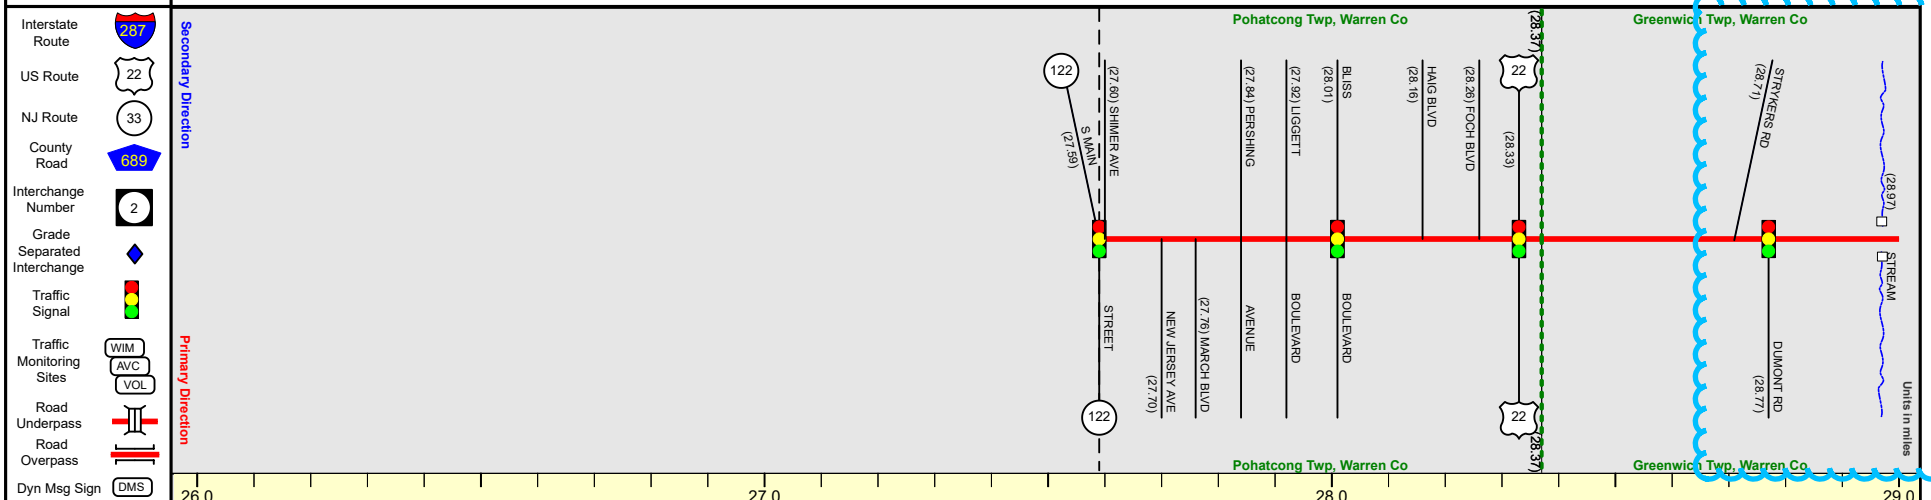 Interstate
Route
287
US Route
22
NJ Route
33
County
Road
689
Interchange
Number
2
Grade
Separated
Interchange
Traffic
Signal
Traffic
Monitoring
Sites
WIM
AVC
VOL
Road
Underpass
Road
Overpass
Dyn Msg Sign
DMS
Secondary Direction
Primary Direction
Pohatcong Twp, Warren Co
(28.37)
Greenwich Twp, Warren Co
122
S MAIN
(27.59)
(27.60) SHIMER AVE
(27.84) PERSHING
(27.92) LIGGETT
BLISS
(28.01)
HAIG BLVD
(28.16)
(28.26) FOCH BLVD
22
(28.33)
STRYKERS RD
(28.71)
(28.97)
STREET
122
NEW JERSEY AVE
(27.70)
(27.76) MARCH BLVD
AVENUE
BOULEVARD
BOULEVARD
22
(28.37)
DUMONT RD
(28.77)
STREAM
Units in miles
Pohatcong Twp, Warren Co
Greenwich Twp, Warren Co
26.0
27.0
28.0
29.0